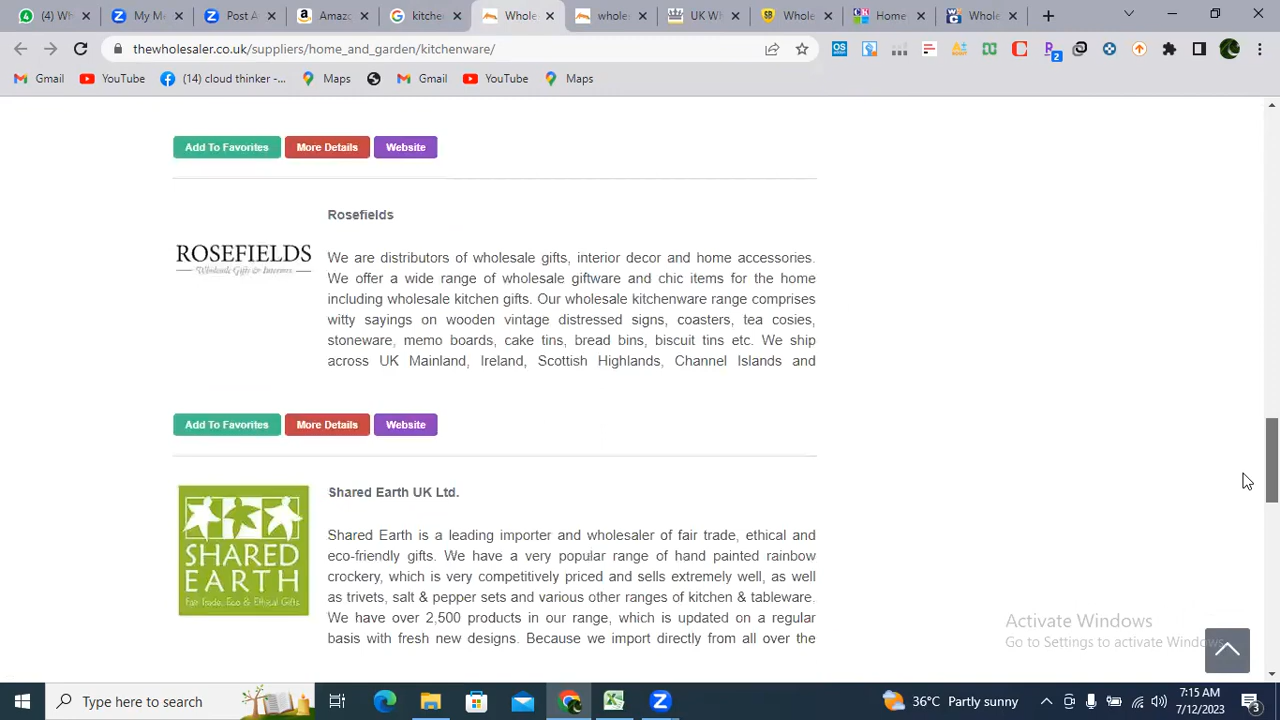 (4) Wh
My M
Post A
Amaz
kitche
Whole
whole
UK Wh
Whole
Home
Whole
thewholesaler.co.uk/suppliers/home_and_garden/kitchenware/
2
Gmail
YouTube
(14) cloud thinker -...
Maps
Gmail
YouTube
Maps
Add To Favorites
More Details
Website
Rosefields
ROSEFIELDS
Wholesale Gifts & Interiors
We are distributors of wholesale gifts, interior decor and home accessories.
We offer a wide range of wholesale giftware and chic items for the home
including wholesale kitchen gifts. Our wholesale kitchenware range comprises
witty sayings on wooden vintage distressed signs, coasters, tea cosies,
stoneware, memo boards, cake tins, bread bins, biscuit tins etc. We ship
across UK Mainland, Ireland, Scottish Highlands, Channel Islands and
Add To Favorites
More Details
Website
Shared Earth UK Ltd.
SHARED
EARTH
Fair Trade, Eco & Ethical Gifts
Shared Earth is a leading importer and wholesaler of fair trade, ethical and
eco-friendly gifts. We have a very popular range of hand painted rainbow
crockery, which is very competitively priced and sells extremely well, as well
as trivets, salt & pepper sets and various other ranges of kitchen & tableware.
We have over 2,500 products in our range, which is updated on a regular
basis with fresh new designs. Because we import directly from all over the
Activate Windows
Go to Settings to activate Windows.
Type here to search
36°C Partly sunny
7:15 AM
7/12/2023
3